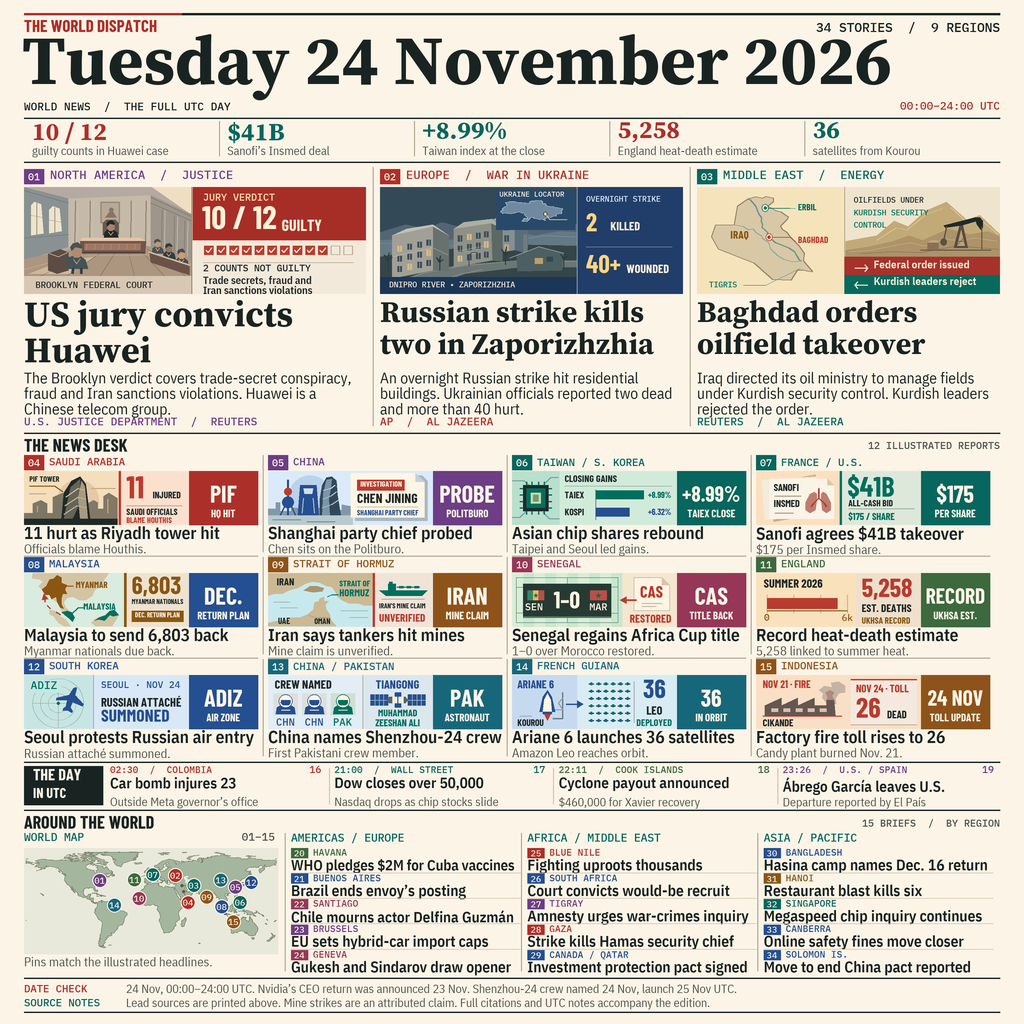 THE WORLD DISPATCH
34 STORIES / 9 REGIONS
Tuesday 24 November 2026
WORLD NEWS / THE FULL UTC DAY
00:00–24:00 UTC
10 / 12
guilty counts in Huawei case
$41B
Sanofi's Insmed deal
+8.99%
Taiwan index at the close
5,258
England heat-death estimate
36
satellites from Kourou
01 NORTH AMERICA / JUSTICE
JURY VERDICT
10 / 12 GUILTY
2 COUNTS NOT GUILTY
Trade secrets, fraud and
Iran sanctions violations
BROOKLYN FEDERAL COURT
US jury convicts
Huawei
The Brooklyn verdict covers trade-secret conspiracy,
fraud and Iran sanctions violations. Huawei is a
Chinese telecom group.
U.S. JUSTICE DEPARTMENT / REUTERS
02 EUROPE / WAR IN UKRAINE
UKRAINE LOCATOR
OVERNIGHT STRIKE
2 KILLED
40+ WOUNDED
DNIPRO RIVER • ZAPORIZHZHIA
Russian strike kills
two in Zaporizhzhia
An overnight Russian strike hit residential
buildings. Ukrainian officials reported two dead
and more than 40 hurt.
AP / AL JAZEERA
03 MIDDLE EAST / ENERGY
ERBIL
IRAQ
BAGHDAD
TIGRIS
OILFIELDS UNDER
KURDISH SECURITY
CONTROL
→ Federal order issued
← Kurdish leaders reject
Baghdad orders
oilfield takeover
Iraq directed its oil ministry to manage fields
under Kurdish security control. Kurdish leaders
rejected the order.
REUTERS / AL JAZEERA
THE NEWS DESK
12 ILLUSTRATED REPORTS
04 SAUDI ARABIA
PIF TOWER
11 INJURED
SAUDI OFFICIALS
BLAME HOUTHIS
PIF
HQ HIT
11 hurt as Riyadh tower hit
Officials blame Houthis.
05 CHINA
INVESTIGATION
CHEN JINING
SHANGHAI PARTY CHIEF
PROBE
POLITBURO
Shanghai party chief probed
Chen sits on the Politburo.
06 TAIWAN / S. KOREA
CLOSING GAINS
TAIEX +8.99%
KOSPI +6.32%
+8.99%
TAIEX CLOSE
Asian chip shares rebound
Taipei and Seoul led gains.
07 FRANCE / U.S.
SANOFI
INSMED
$41B
ALL-CASH BID
$175 / SHARE
$175
PER SHARE
Sanofi agrees $41B takeover
$175 per Insmed share.
08 MALAYSIA
MYANMAR
MALAYSIA
6,803
MYANMAR NATIONALS
DEC. RETURN PLAN
DEC.
RETURN PLAN
Malaysia to send 6,803 back
Myanmar nationals due back.
09 STRAIT OF HORMUZ
IRAN
STRAIT OF
HORMUZ
UAE OMAN
IRAN'S MINE CLAIM
UNVERIFIED
IRAN
MINE CLAIM
Iran says tankers hit mines
Mine claim is unverified.
10 SENEGAL
SEN 1–0 MAR
CAS
RESTORED
CAS
TITLE BACK
Senegal regains Africa Cup title
1–0 over Morocco restored.
11 ENGLAND
SUMMER 2026
0 6k
5,258
EST. DEATHS
UKHSA RECORD
RECORD
UKHSA EST.
Record heat-death estimate
5,258 linked to summer heat.
12 SOUTH KOREA
ADIZ
SEOUL · NOV 24
RUSSIAN ATTACHÉ
SUMMONED
ADIZ
AIR ZONE
Seoul protests Russian air entry
Russian attaché summoned.
13 CHINA / PAKISTAN
CREW NAMED
CHN CHN PAK
TIANGONG
MUHAMMAD
ZEESHAN ALI
PAK
ASTRONAUT
China names Shenzhou-24 crew
First Pakistani crew member.
14 FRENCH GUIANA
ARIANE 6
KOUROU
36
LEO
DEPLOYED
36
IN ORBIT
Ariane 6 launches 36 satellites
Amazon Leo reaches orbit.
15 INDONESIA
NOV 21 · FIRE
CIKANDE
NOV 24 · TOLL
26 DEAD
24 NOV
TOLL UPDATE
Factory fire toll rises to 26
Candy plant burned Nov. 21.
THE DAY
IN UTC
02:30 / COLOMBIA 16
Car bomb injures 23
Outside Meta governor's office
21:00 / WALL STREET 17
Dow closes over 50,000
Nasdaq drops as chip stocks slide
22:11 / COOK ISLANDS 18
Cyclone payout announced
$460,000 for Xavier recovery
23:26 / U.S. / SPAIN 19
Ábrego García leaves U.S.
Departure reported by El País
AROUND THE WORLD
15 BRIEFS / BY REGION
WORLD MAP 01–15
01 11 07 02 03 13 05 12 10 04 09 08 06 14 15
Pins match the illustrated headlines.
AMERICAS / EUROPE
20 HAVANA
WHO pledges $2M for Cuba vaccines
21 BUENOS AIRES
Brazil ends envoy's posting
22 SANTIAGO
Chile mourns actor Delfina Guzmán
23 BRUSSELS
EU sets hybrid-car import caps
24 GENEVA
Gukesh and Sindarov draw opener
AFRICA / MIDDLE EAST
25 BLUE NILE
Fighting uproots thousands
26 SOUTH AFRICA
Court convicts would-be recruit
27 TIGRAY
Amnesty urges war-crimes inquiry
28 GAZA
Strike kills Hamas security chief
29 CANADA / QATAR
Investment protection pact signed
ASIA / PACIFIC
30 BANGLADESH
Hasina camp names Dec. 16 return
31 HANOI
Restaurant blast kills six
32 SINGAPORE
Megaspeed chip inquiry continues
33 CANBERRA
Online safety fines move closer
34 SOLOMON IS.
Move to end China pact reported
DATE CHECK
24 Nov, 00:00–24:00 UTC. Nvidia's CEO return was announced 23 Nov. Shenzhou-24 crew named 24 Nov, launch 25 Nov UTC.
SOURCE NOTES
Lead sources are printed above. Mine strikes are an attributed claim. Full citations and UTC notes accompany the edition.